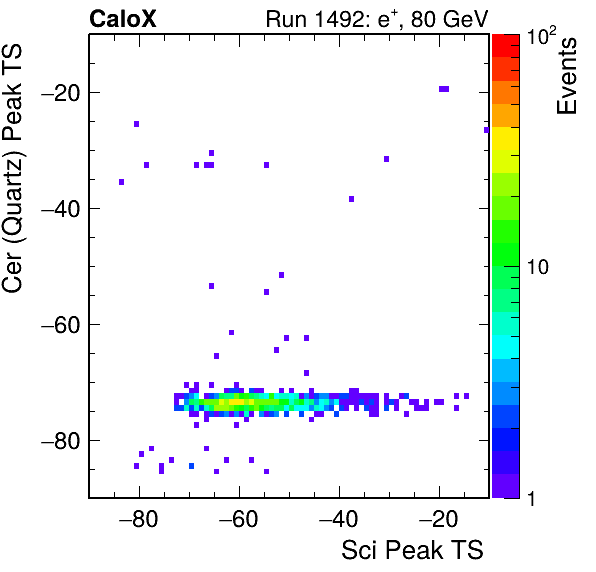 CaloX Run 1492: e⁺, 80 GeV
Cer (Quartz) Peak TS
−20
−40
−60
−80
−80 −60 −40 −20
Sci Peak TS
10²
10
1
Events